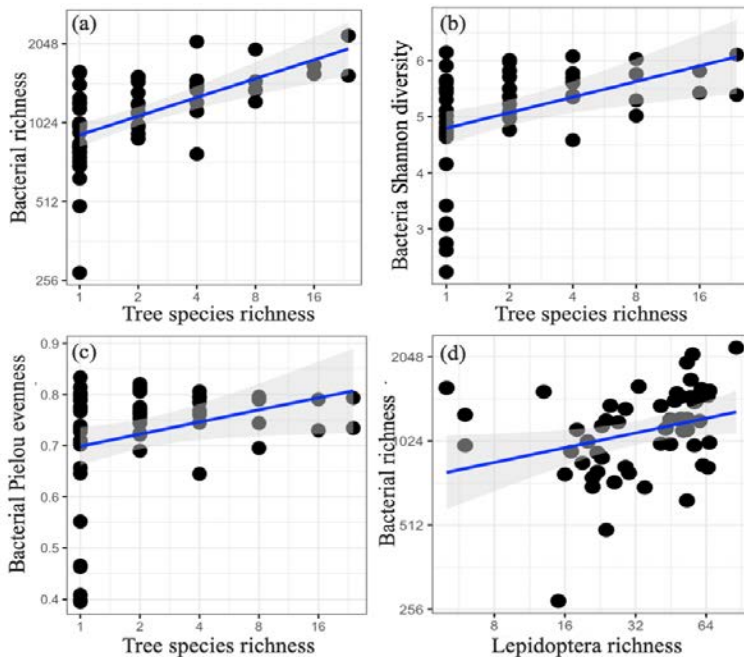 (a)
Bacterial richness
2048
1024
512
256
1 2 4 8 16
Tree species richness
(b)
Bacteria Shannon diversity
6
5
4
3
1 2 4 8 16
Tree species richness
(c)
Bacterial Pielou evenness
0.9
0.8
0.7
0.6
0.5
0.4
1 2 4 8 16
Tree species richness
(d)
Bacterial richness
2048
1024
512
256
8 16 32 64
Lepidoptera richness